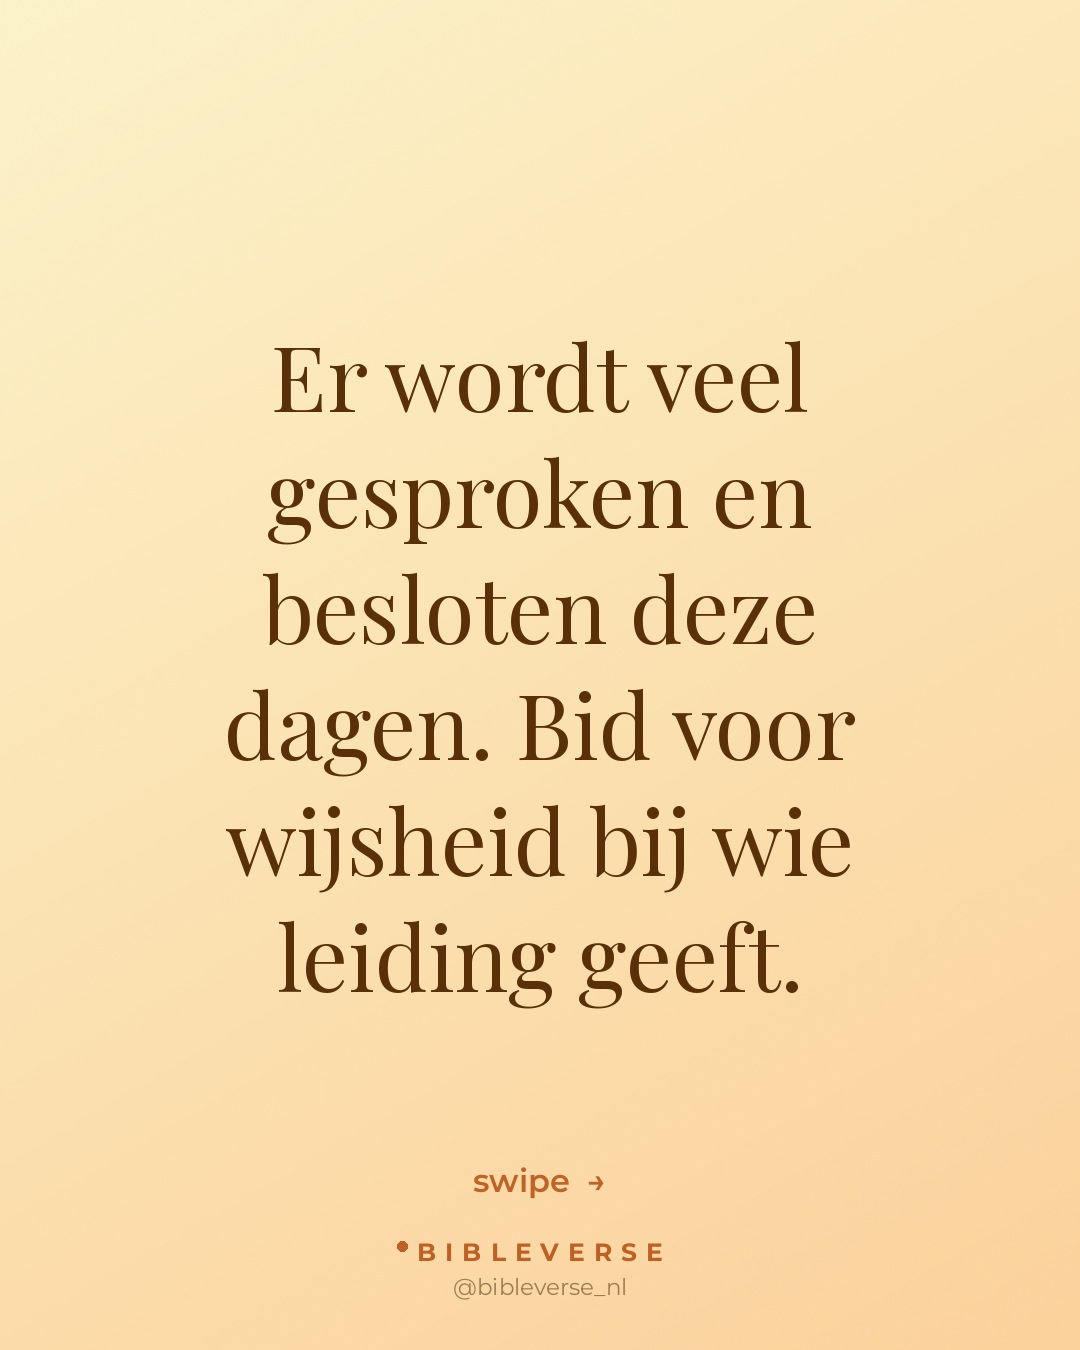 Er wordt veel
gesproken en
besloten deze
dagen. Bid voor
wijsheid bij wie
leiding geeft.
swipe →
BIBLEVERSE
@bibleverse_nl